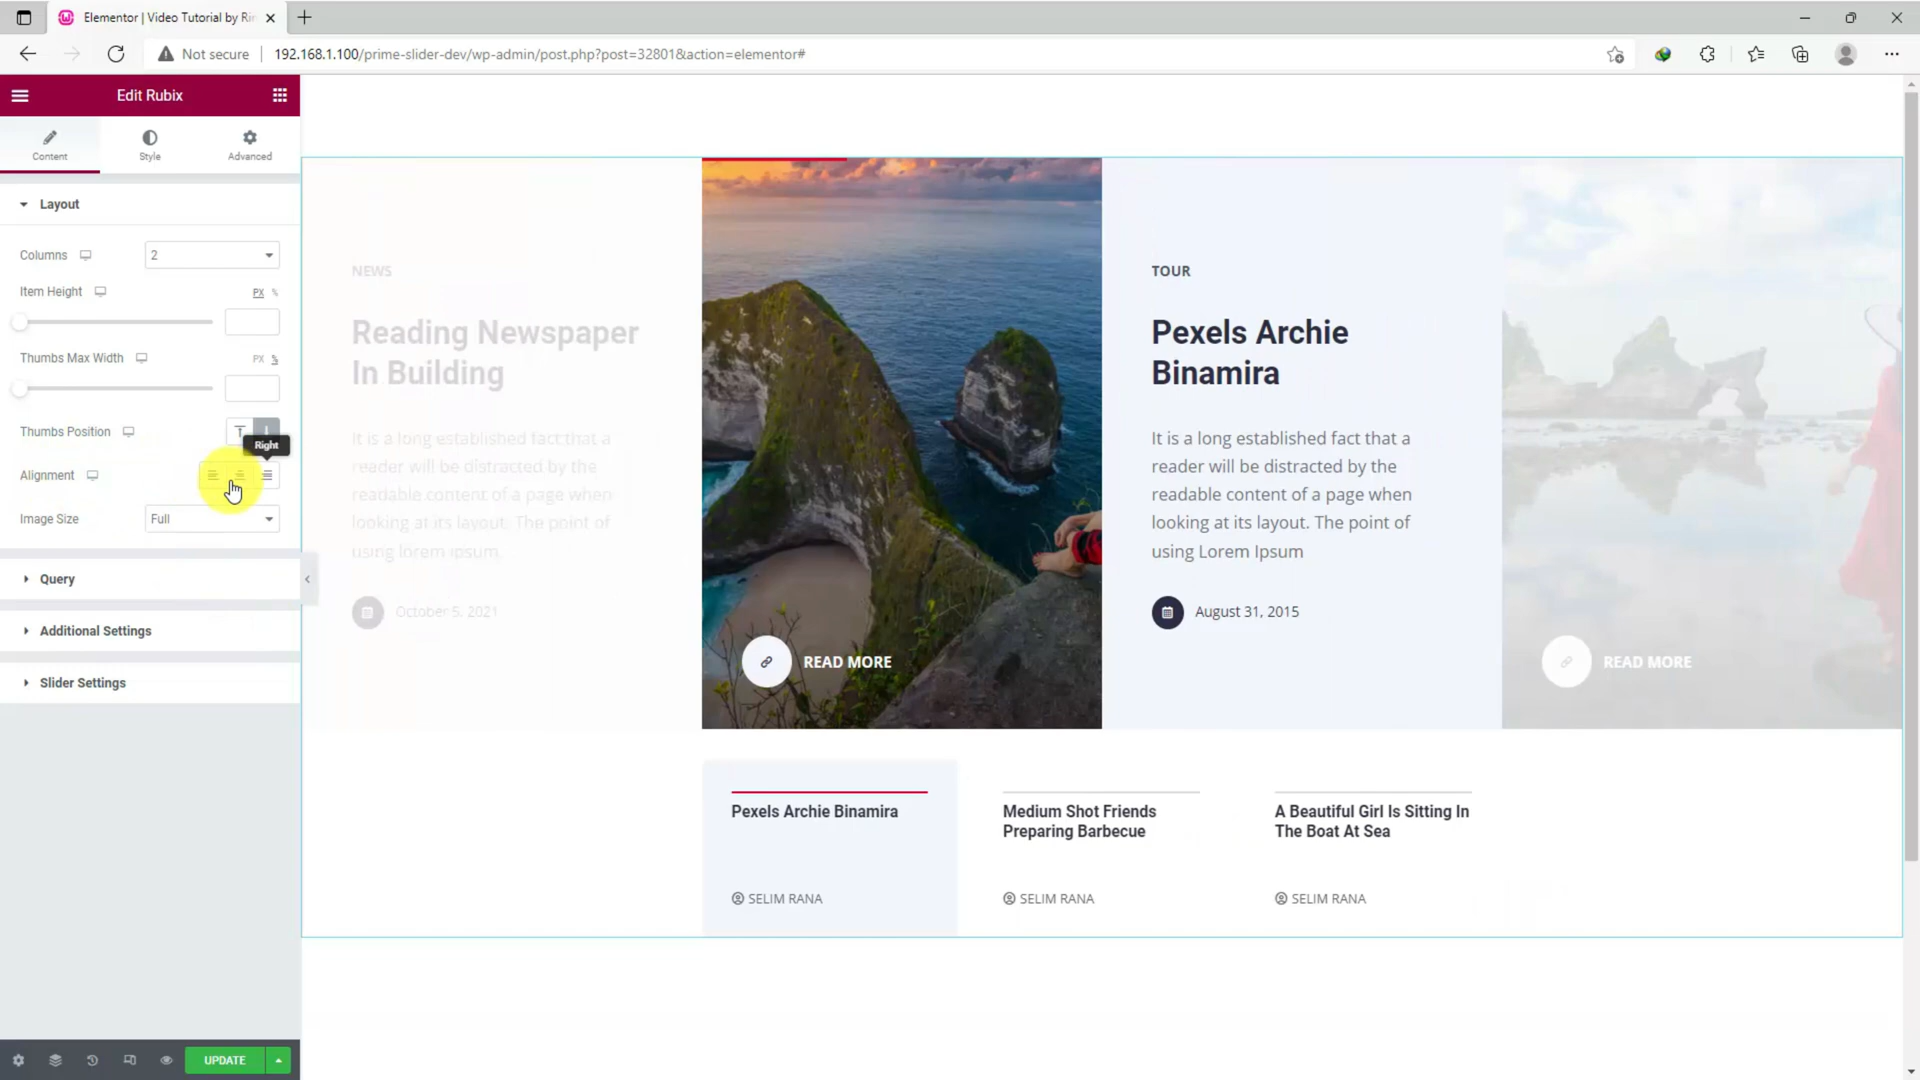 Elementor | Video Tutorial by Rin
Not secure
192.168.1.100/prime-slider-dev/wp-admin/post.php?post=32801&action=elementor#
Edit Rubix
Content
Style
Advanced
Layout
Columns
2
Item Height
PX %
Thumbs Max Width
PX %
Thumbs Position
Right
Alignment
Image Size
Full
Query
Additional Settings
Slider Settings
UPDATE
NEWS
Reading Newspaper
In Building
It is a long established fact that a
reader will be distracted by the
readable content of a page when
looking at its layout. The point of
using lorem ipsum.
October 5, 2021
READ MORE
TOUR
Pexels Archie
Binamira
It is a long established fact that a
reader will be distracted by the
readable content of a page when
looking at its layout. The point of
using Lorem Ipsum
August 31, 2015
READ MORE
Pexels Archie Binamira
SELIM RANA
Medium Shot Friends
Preparing Barbecue
SELIM RANA
A Beautiful Girl Is Sitting In
The Boat At Sea
SELIM RANA